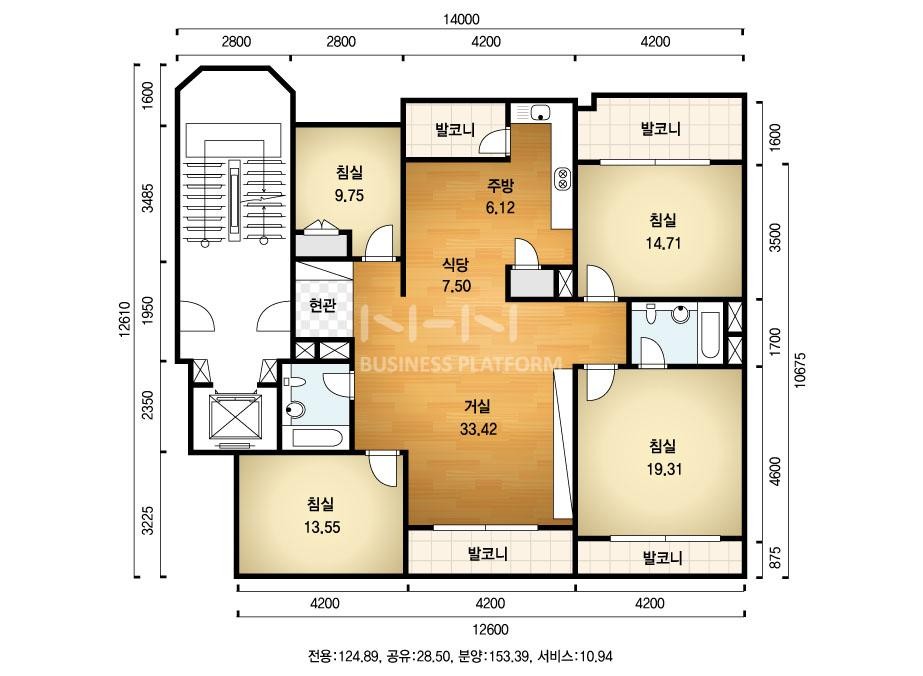 14000
2800 2800 4200 4200
1600
3485
1950
2350
3225
12610
발코니
발코니
침실
9.75
주방
6.12
침실
14.71
식당
7.50
현관
N-H-N
BUSINESS PLATFORM
거실
33.42
침실
19.31
침실
13.55
발코니
발코니
1600
3500
1700
4600
875
10675
4200 4200 4200
12600
전용:124.89, 공유:28.50, 분양:153.39, 서비스:10.94